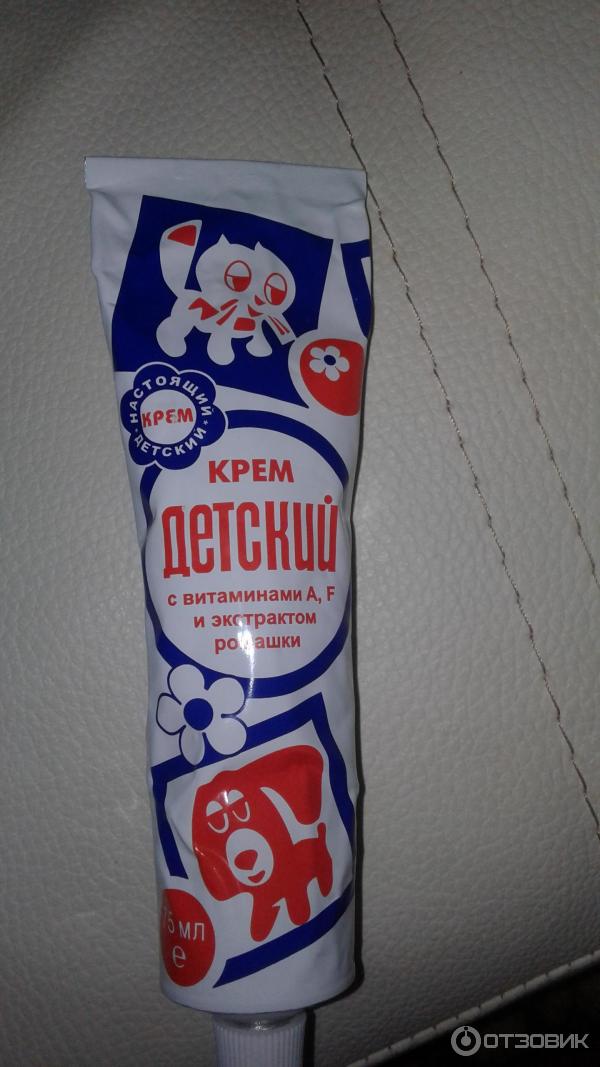 НАСТОЯЩИЙ
КРЕМ
ДЕТСКИЙ
КРЕМ
ДЕТСКИЙ
с витаминами А, F
и экстрактом
ромашки
75 МЛ
е
ОТЗОВИК